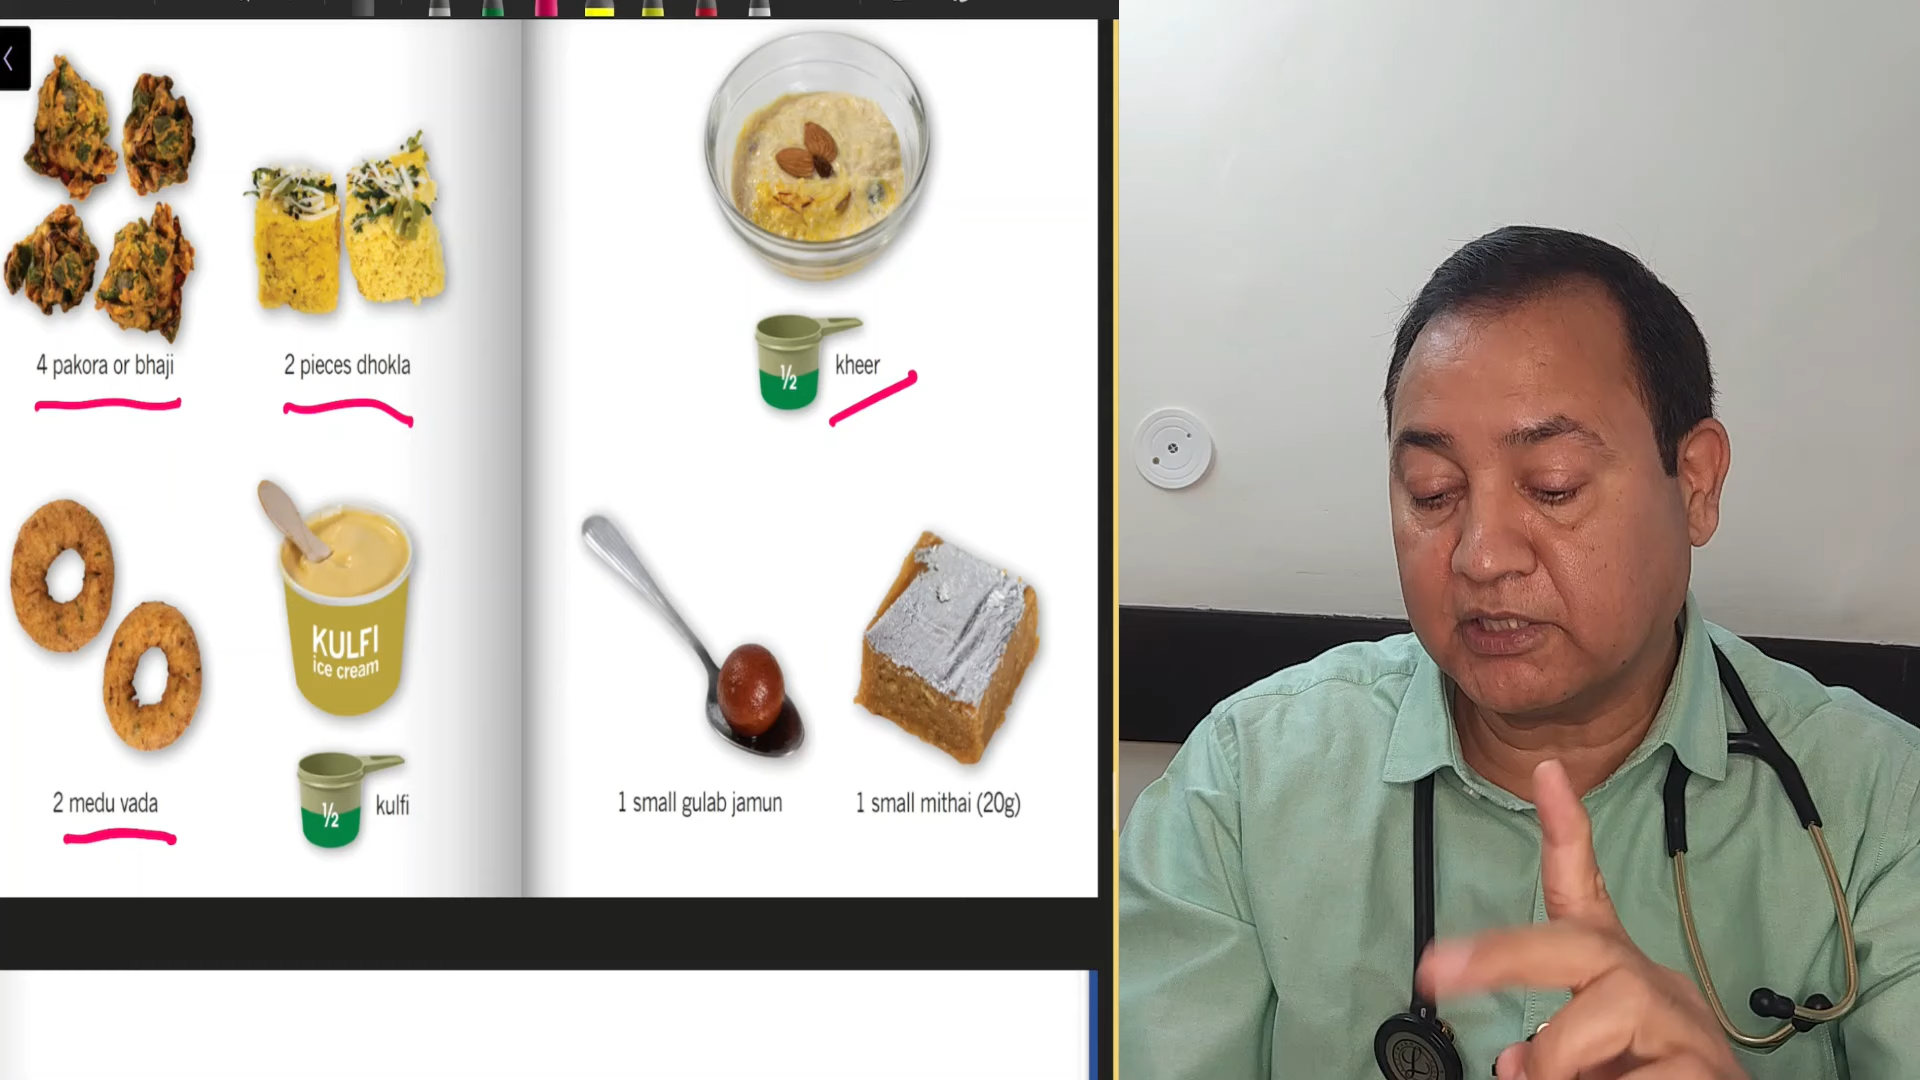 4 pakora or bhaji
2 pieces dhokla
1/2
kheer
KULFI
ice cream
2 medu vada
1/2
kulfi
1 small gulab jamun
1 small mithai (20g)